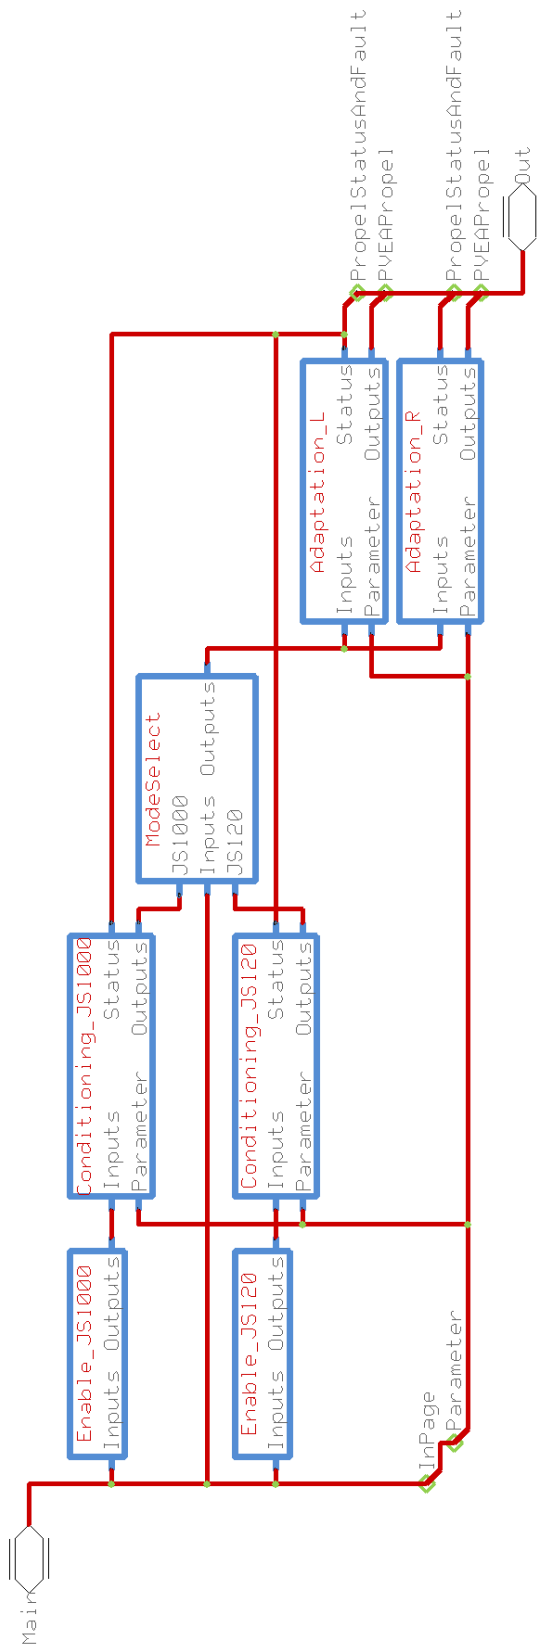 Main
InPage
Parameter
Enable_JS1000
Inputs Outputs
Enable_JS120
Inputs Outputs
Conditioning_JS1000
Inputs Status
Parameter Outputs
Conditioning_JS120
Inputs Status
Parameter Outputs
ModeSelect
JS1000
Inputs Outputs
JS120
Adaptation_L
Inputs Status
Parameter Outputs
Adaptation_R
Inputs Status
Parameter Outputs
PropelStatusAndFault
PVEAPropel
PropelStatusAndFault
PVEAPropel
Out